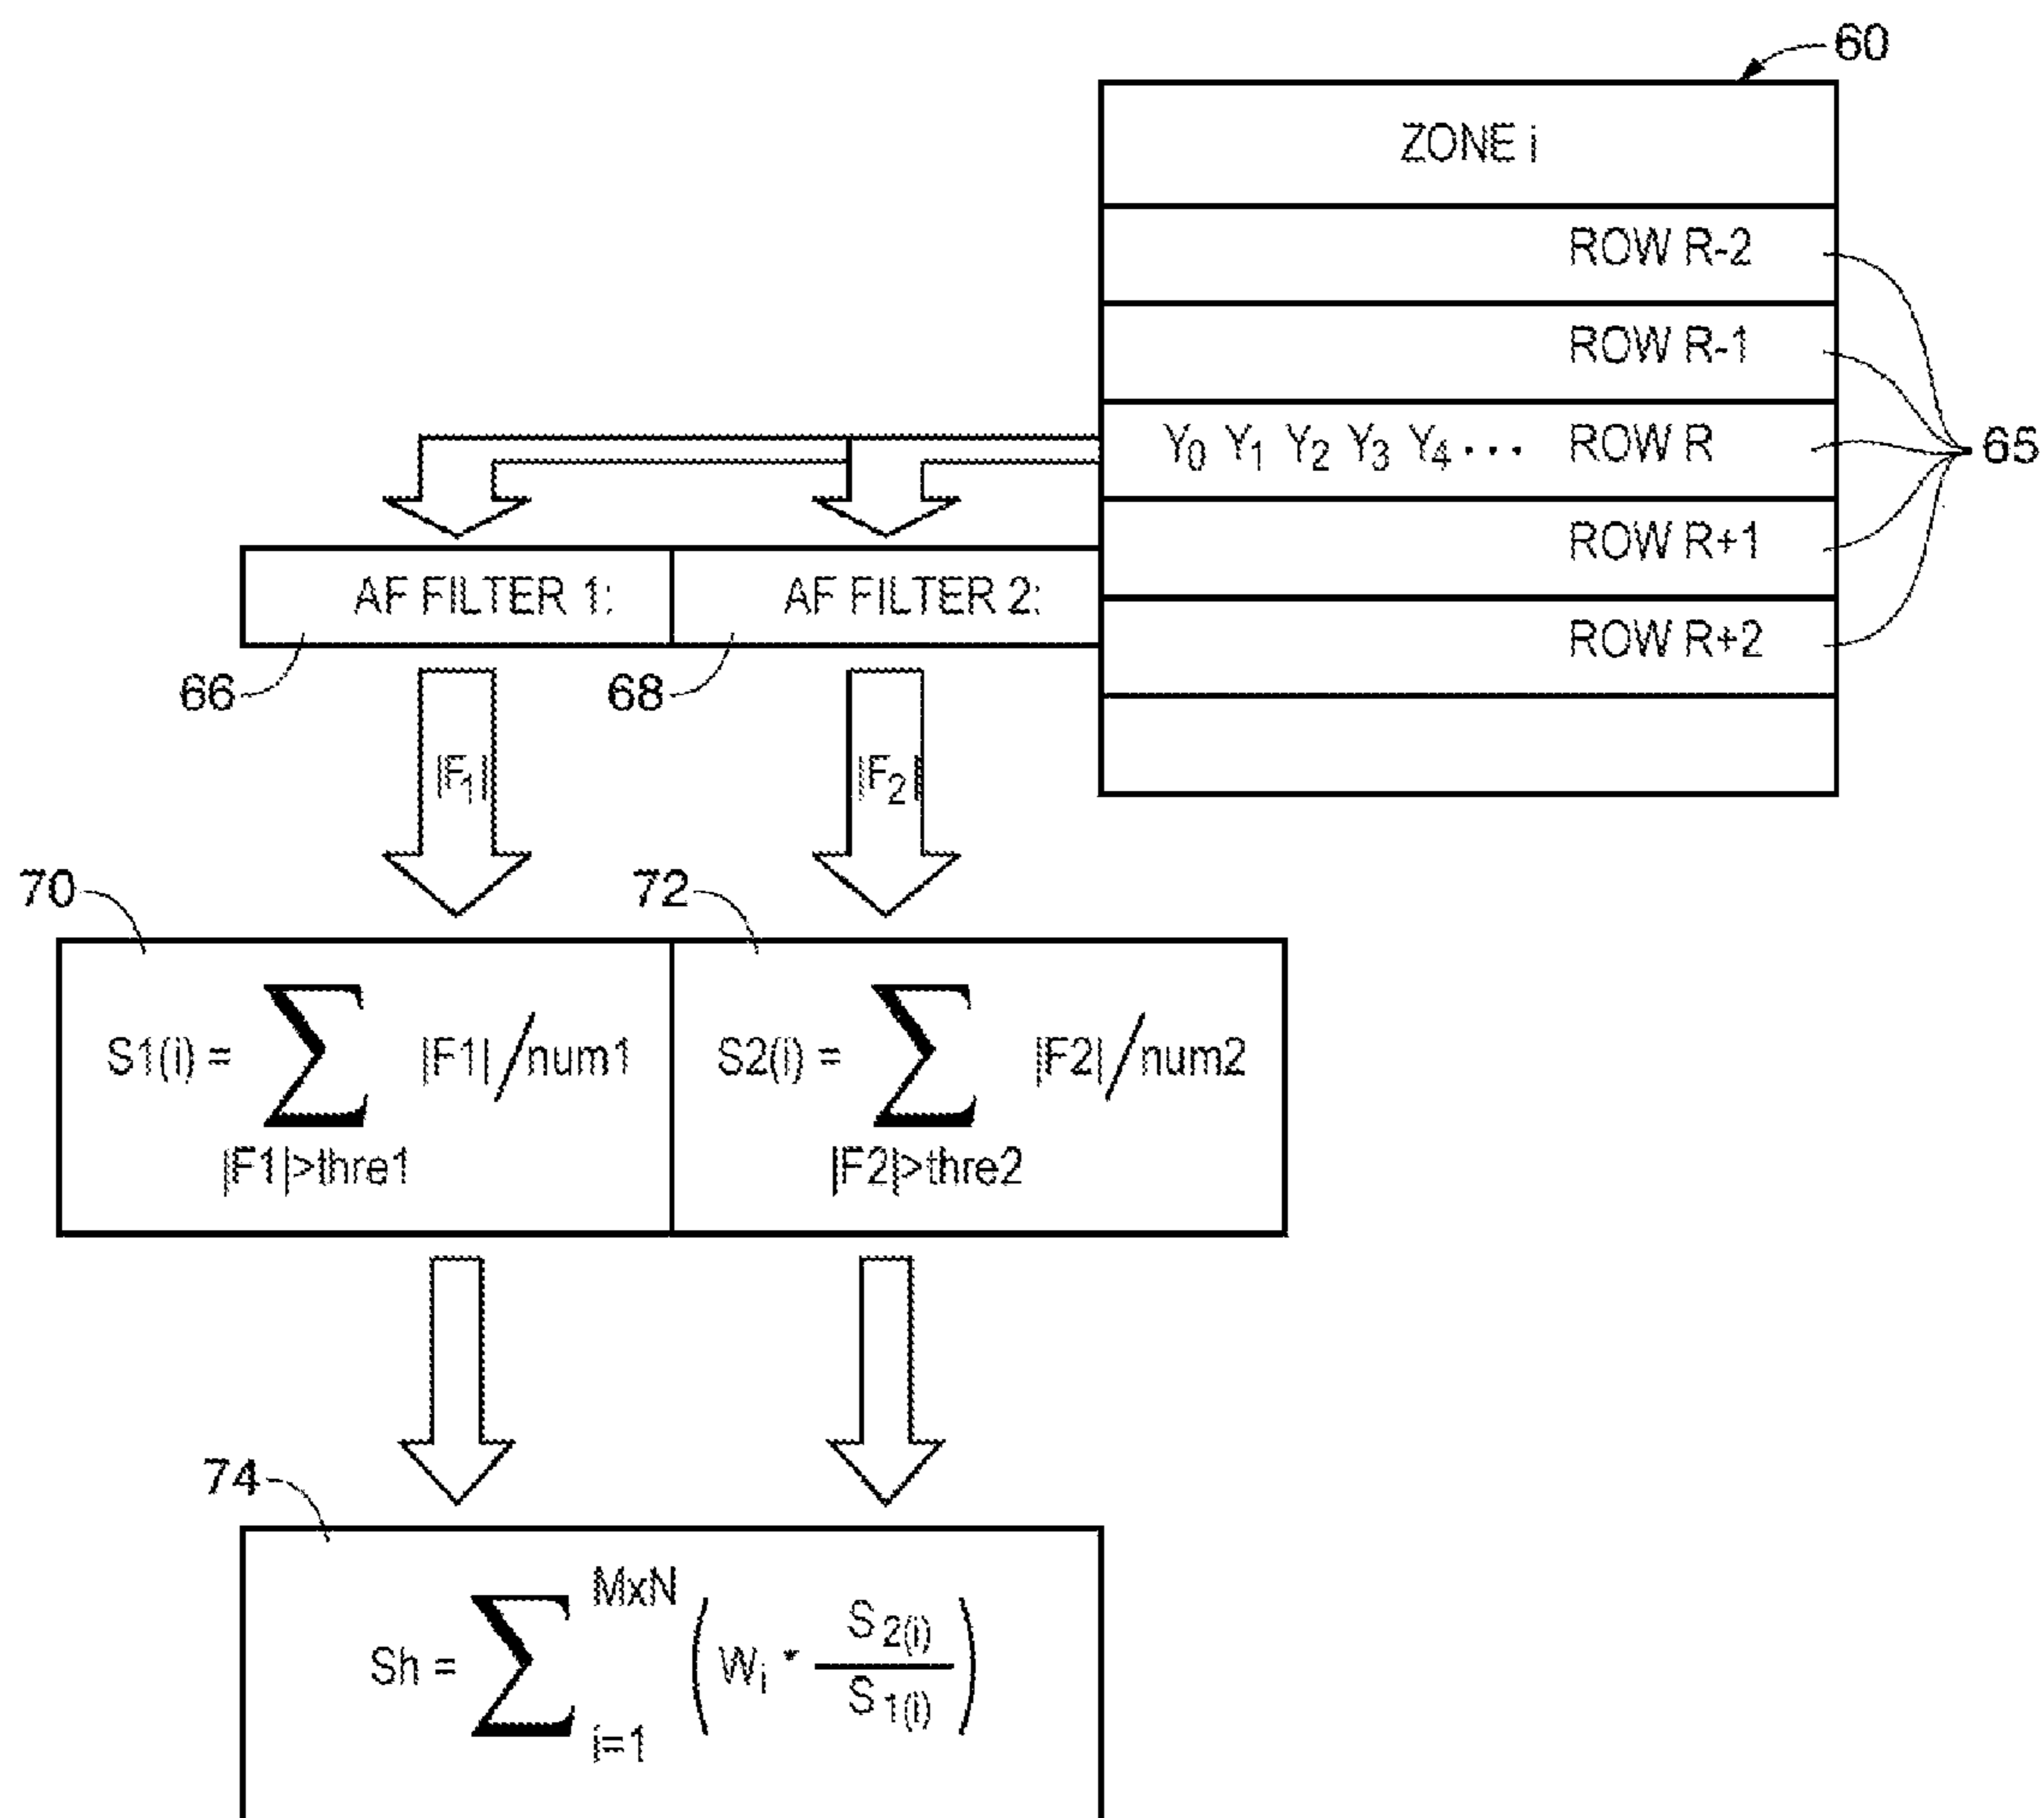 60
ZONE i
ROW R-2
ROW R-1
Y0 Y1 Y2 Y3 Y4 ... ROW R
65
ROW R+1
ROW R+2
AF FILTER 1:
AF FILTER 2:
66
68
|F1|
|F2|
70
72
S1(i) = ∑ |F1|/num1
|F1|>thre1
S2(i) = ∑ |F2|/num2
|F2|>thre2
74
MxN
Sh = ∑ (Wi * S2(i) / S1(i))
i=1